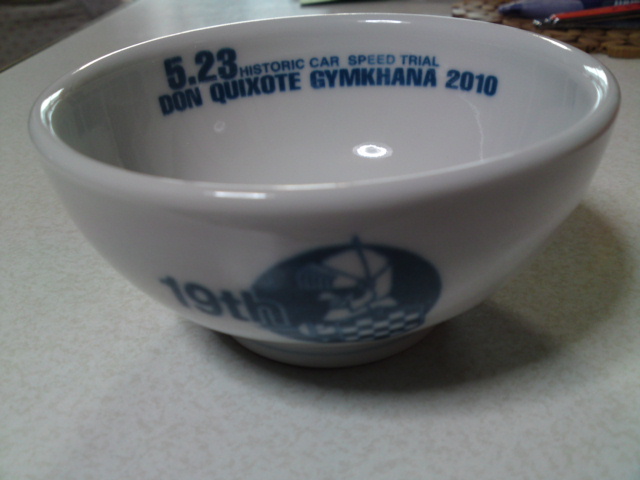 5.23 HISTORIC CAR SPEED TRIAL
DON QUIXOTE GYMKHANA 2010
19th